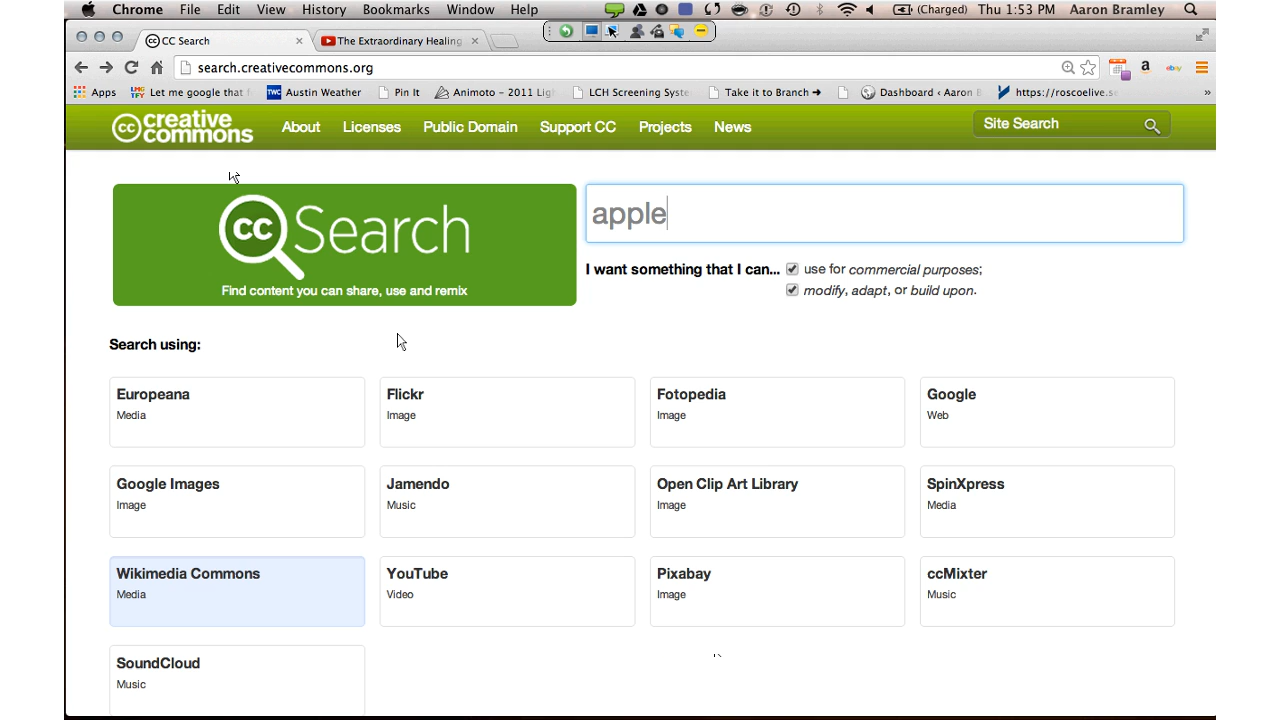 Chrome File Edit View History Bookmarks Window Help (Charged) Thu 1:53 PM Aaron Bramley
CC Search The Extraordinary Healing
search.creativecommons.org
Apps LMG TFY Let me google that f TWC Austin Weather Pin It Animoto - 2011 Ligh LCH Screening Syste Take it to Branch → Dashboard ‹ Aaron B https://roscoelive.se »
cc creative commons About Licenses Public Domain Support CC Projects News Site Search
cc Search
Find content you can share, use and remix
apple
I want something that I can... use for commercial purposes;
modify, adapt, or build upon.
Search using:
Europeana Flickr Fotopedia Google
Media Image Image Web
Google Images Jamendo Open Clip Art Library SpinXpress
Image Music Image Media
Wikimedia Commons YouTube Pixabay ccMixter
Media Video Image Music
SoundCloud
Music